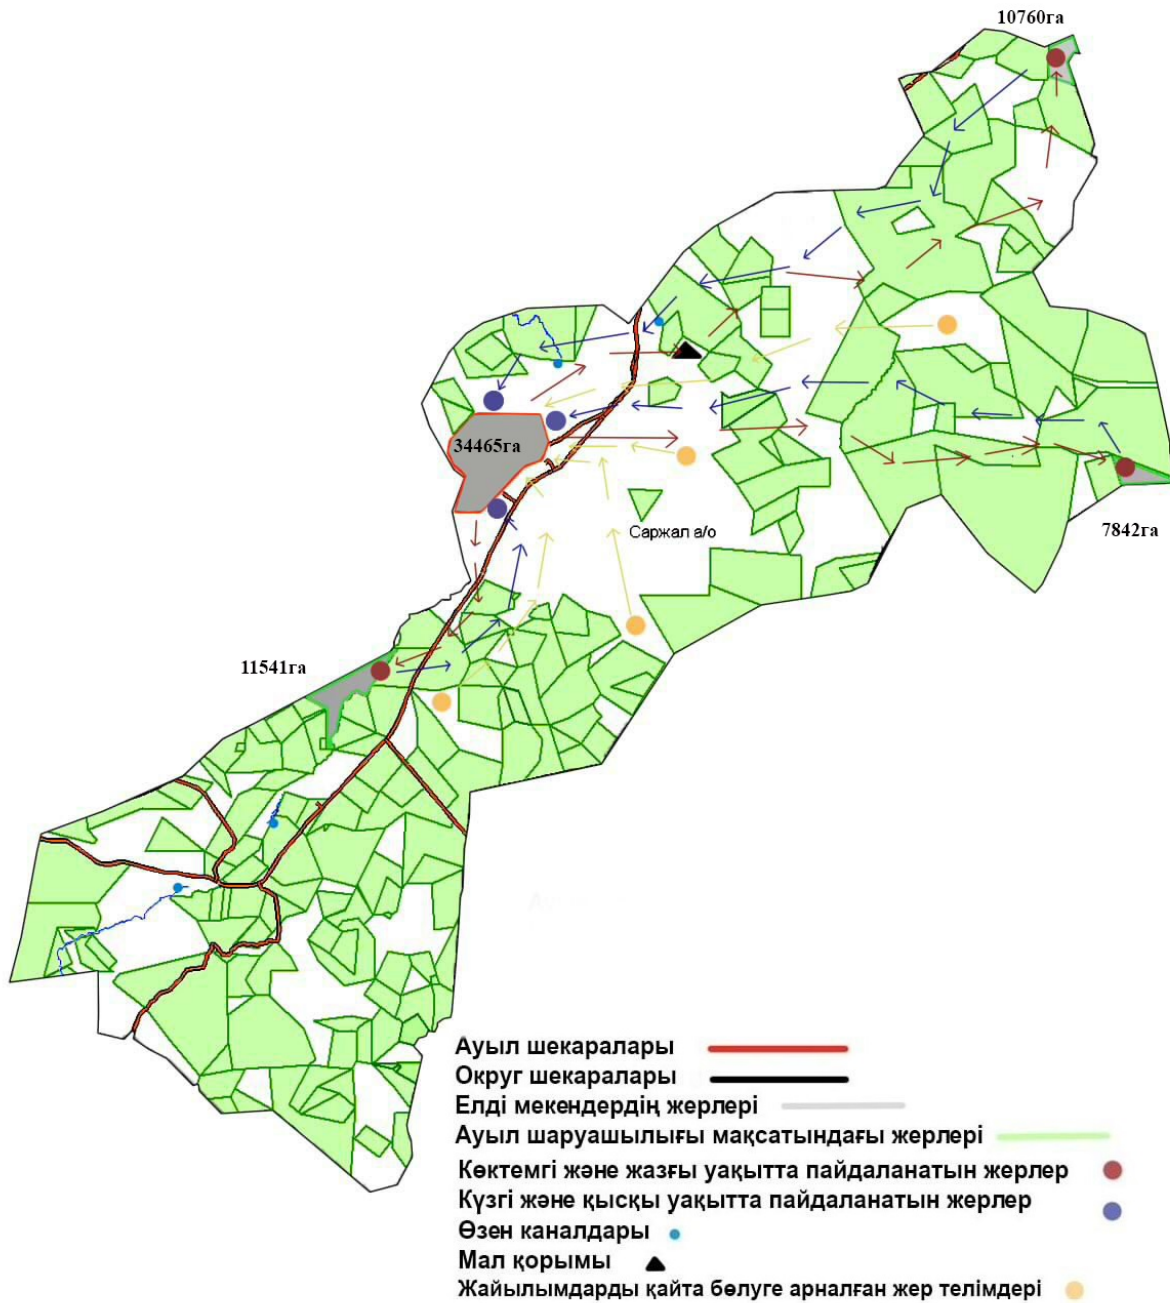 10760га
34465га
Саржал а/о
7842га
11541га
Ауыл шекаралары
Округ шекаралары
Елді мекендердің жерлері
Ауыл шаруашылығы мақсатындағы жерлері
Көктемгі және жазғы уақытта пайдаланатын жерлер
Күзгі және қысқы уақытта пайдаланатын жерлер
Өзен каналдары
Мал қорымы
Жайылымдарды қайта бөлуге арналған жер телімдері